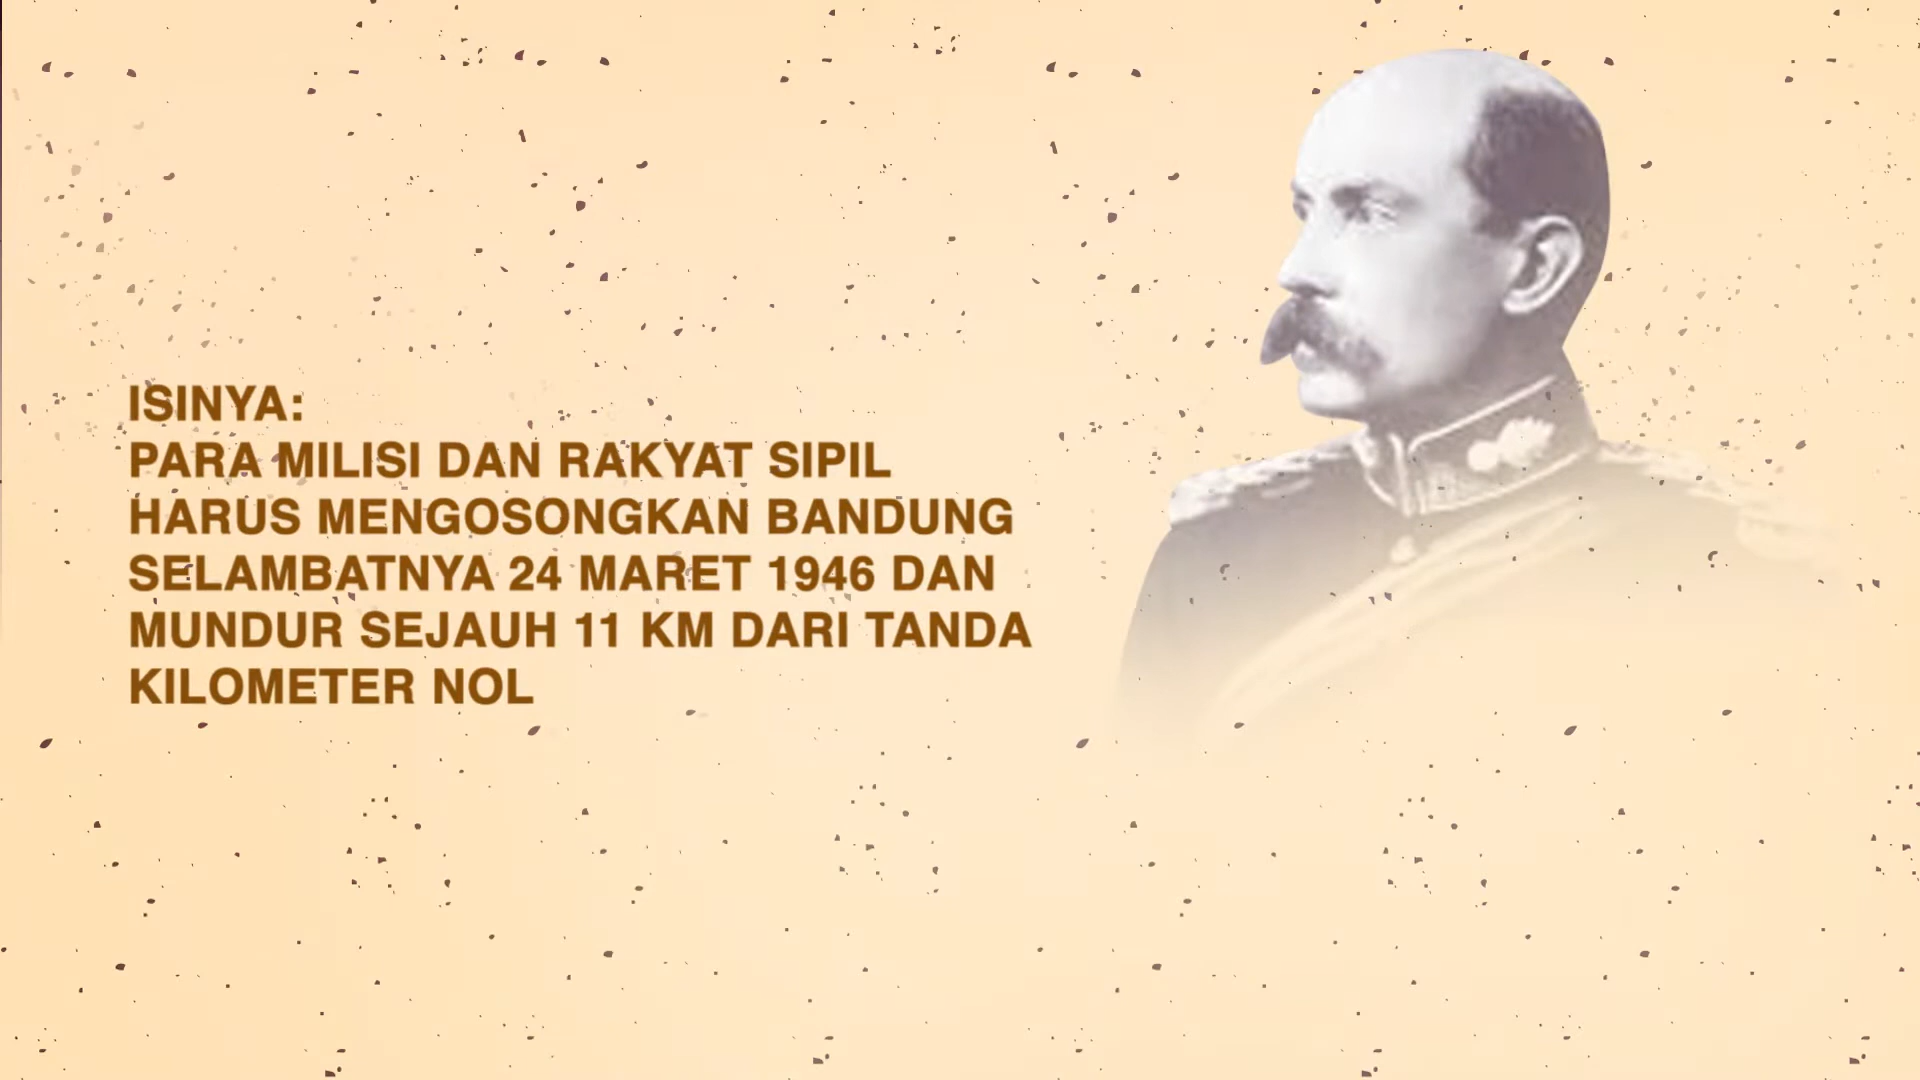 ISINYA:
PARA MILISI DAN RAKYAT SIPIL
HARUS MENGOSONGKAN BANDUNG
SELAMBATNYA 24 MARET 1946 DAN
MUNDUR SEJAUH 11 KM DARI TANDA
KILOMETER NOL